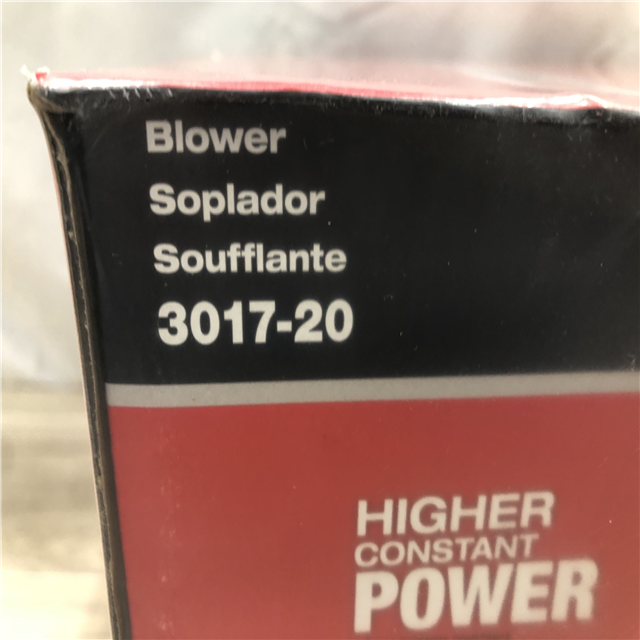 Blower
Soplador
Soufflante
3017-20
HIGHER
CONSTANT
POWER